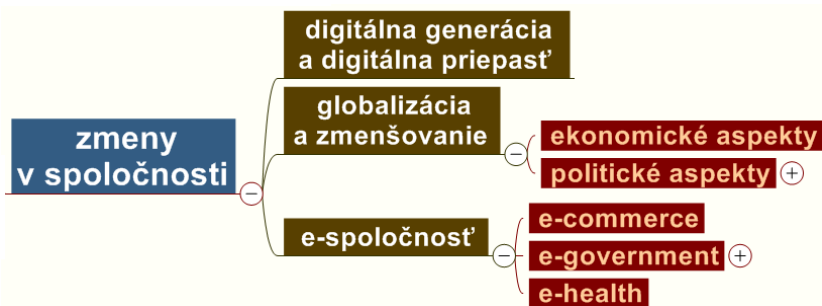 zmeny
v spoločnosti
digitálna generácia
a digitálna priepasť
globalizácia
a zmenšovanie
ekonomické aspekty
politické aspekty
e-spoločnosť
e-commerce
e-government
e-health